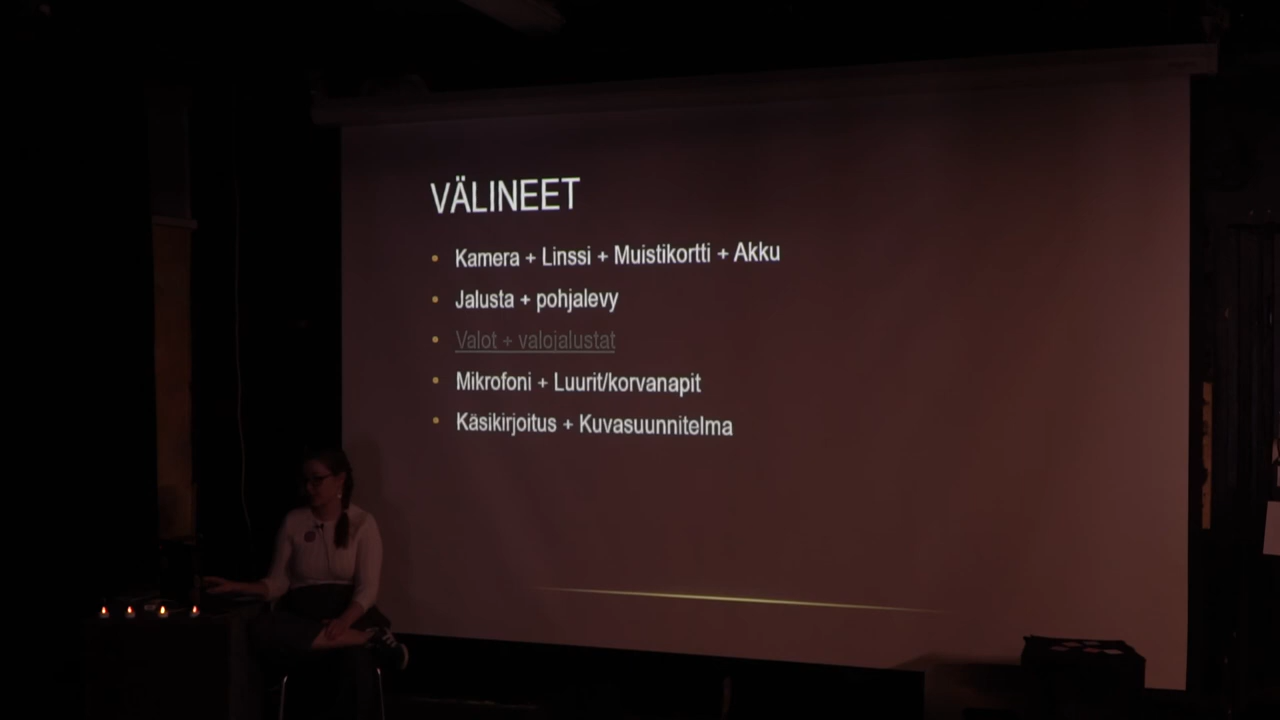 VÄLINEET
• Kamera + Linssi + Muistikortti + Akku
• Jalusta + pohjalevy
• Valot + valojalustat
• Mikrofoni + Luurit/korvanapit
• Käsikirjoitus + Kuvasuunnitelma